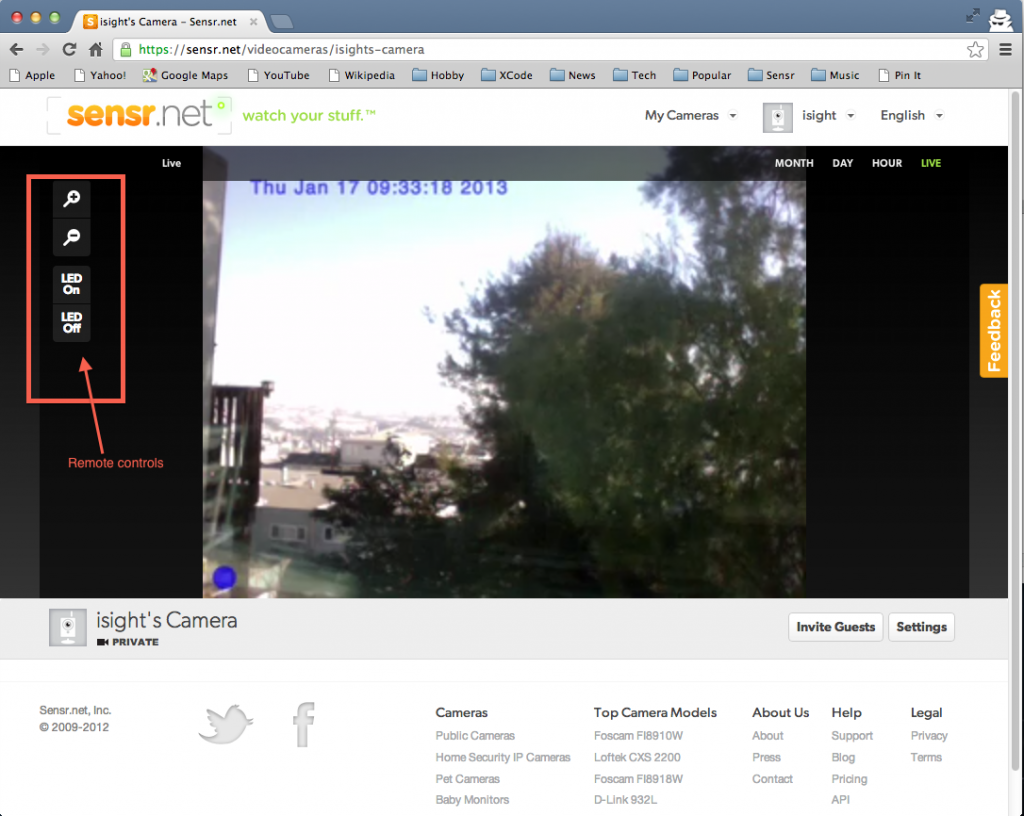 isight's Camera – Sensr.net
https://sensr.net/videocameras/isights-camera
Apple Yahoo! Google Maps YouTube Wikipedia Hobby XCode News Tech Popular Sensr Music Pin It
sensr.net watch your stuff.™ My Cameras isight English
Live MONTH DAY HOUR LIVE
Thu Jan 17 09:33:18 2013
LED
On
LED
Off
Feedback
Remote controls
isight's Camera
PRIVATE
Invite Guests Settings
Sensr.net, Inc.
© 2009-2012
Cameras
Public Cameras
Home Security IP Cameras
Pet Cameras
Baby Monitors
Top Camera Models
Foscam FI8910W
Loftek CXS 2200
Foscam FI8918W
D-Link 932L
About Us
About
Press
Contact
Help
Support
Blog
Pricing
API
Legal
Privacy
Terms